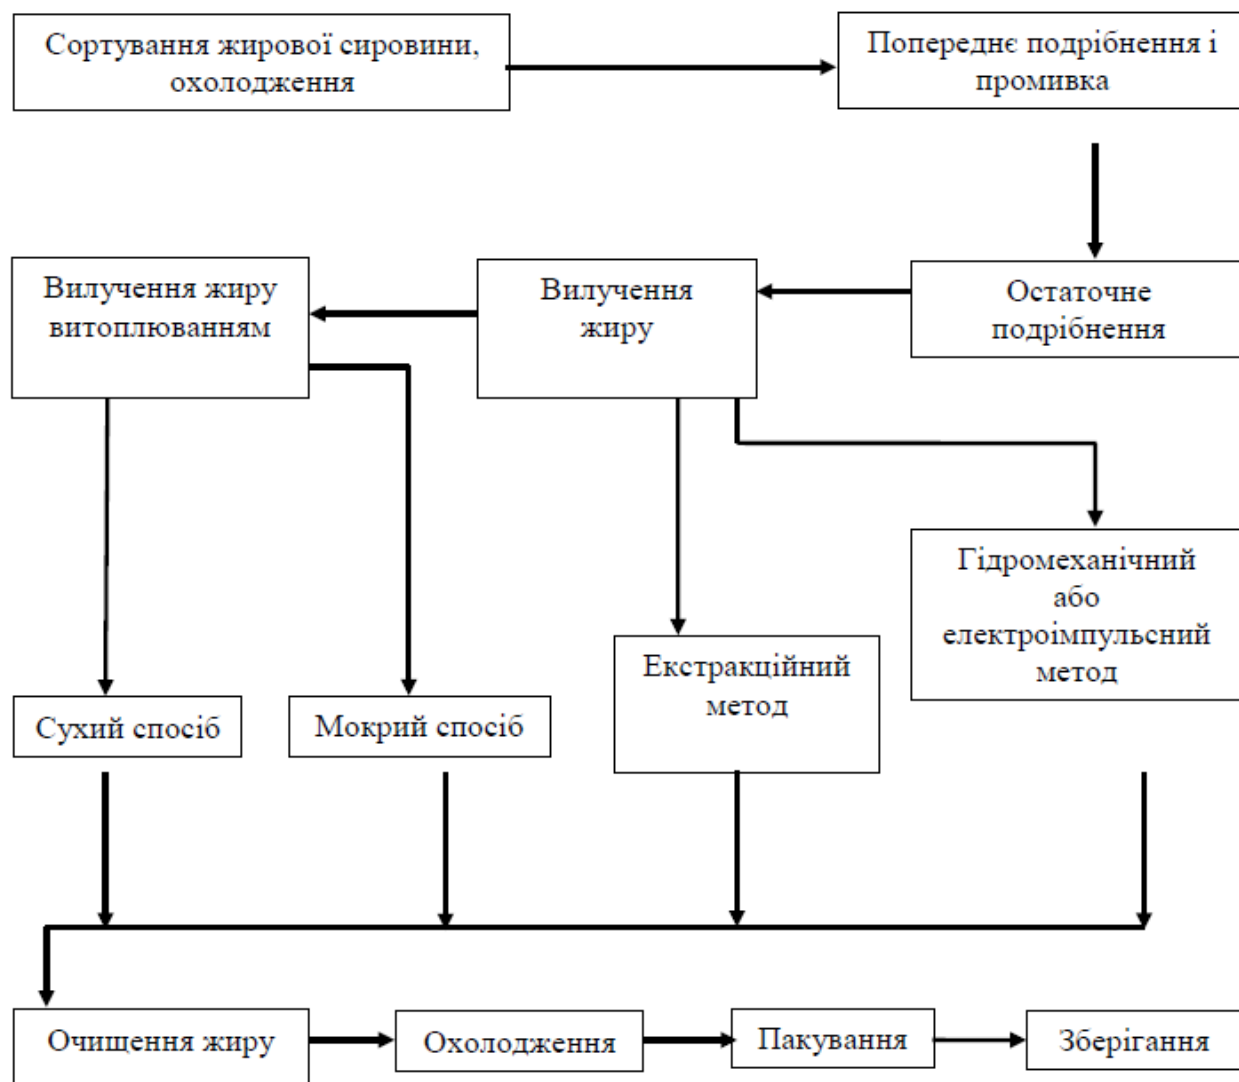 Сортування жирової сировини,
охолодження
Попереднє подрібнення і
промивка
Вилучення жиру
витоплюванням
Вилучення
жиру
Остаточне
подрібнення
Гідромеханічний
або
електроімпульсний
метод
Екстракційний
метод
Сухий спосіб
Мокрий спосіб
Очищення жиру
Охолодження
Пакування
Зберігання